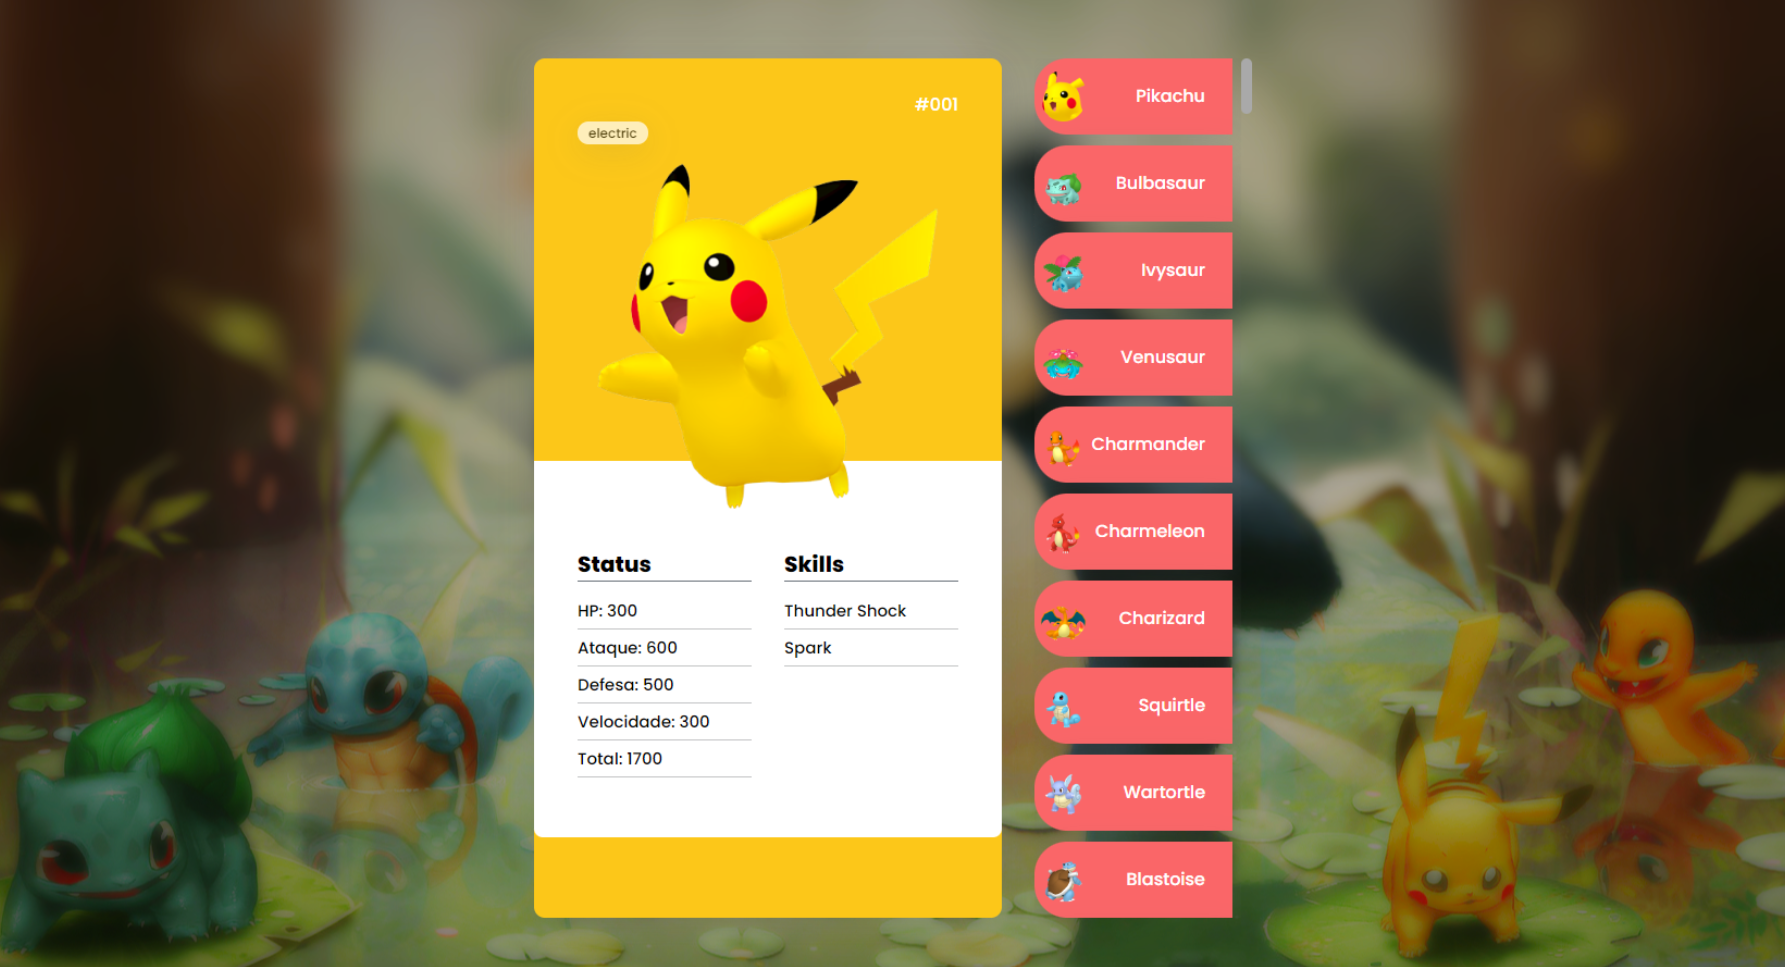 #001
electric
Status
HP: 300
Ataque: 600
Defesa: 500
Velocidade: 300
Total: 1700
Skills
Thunder Shock
Spark
Pikachu
Bulbasaur
Ivysaur
Venusaur
Charmander
Charmeleon
Charizard
Squirtle
Wartortle
Blastoise